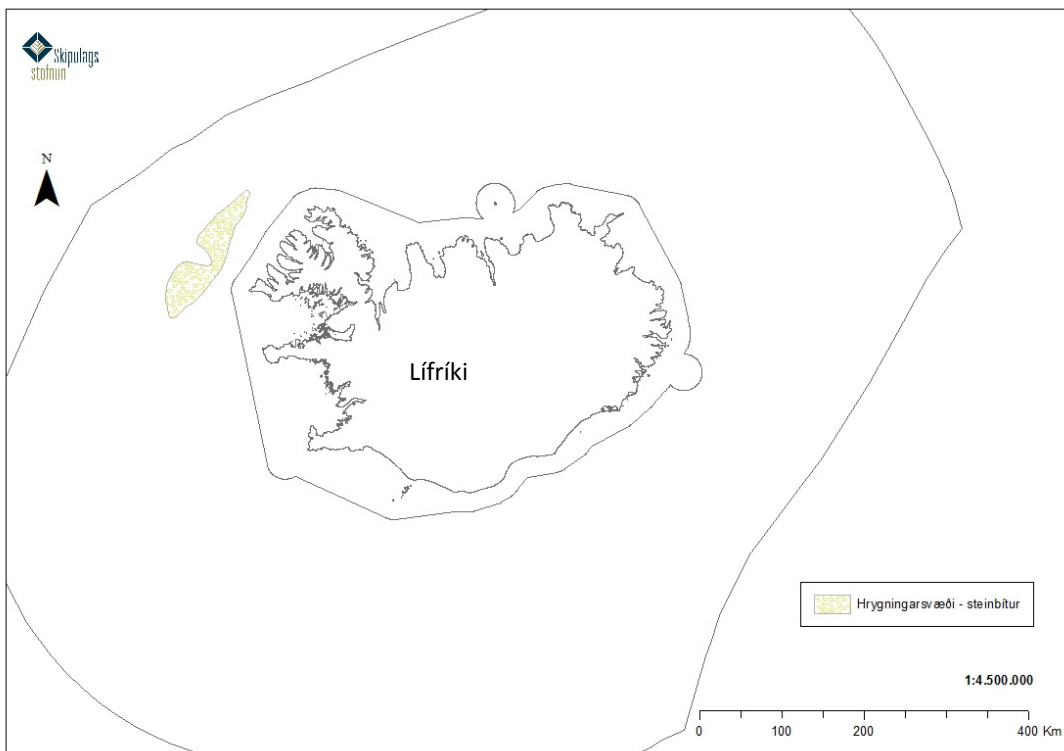 Skipulags
stofnun
N
Lífríki
Hrygningarsvæði - steinbítur
1:4.500.000
0 100 200 400 Km